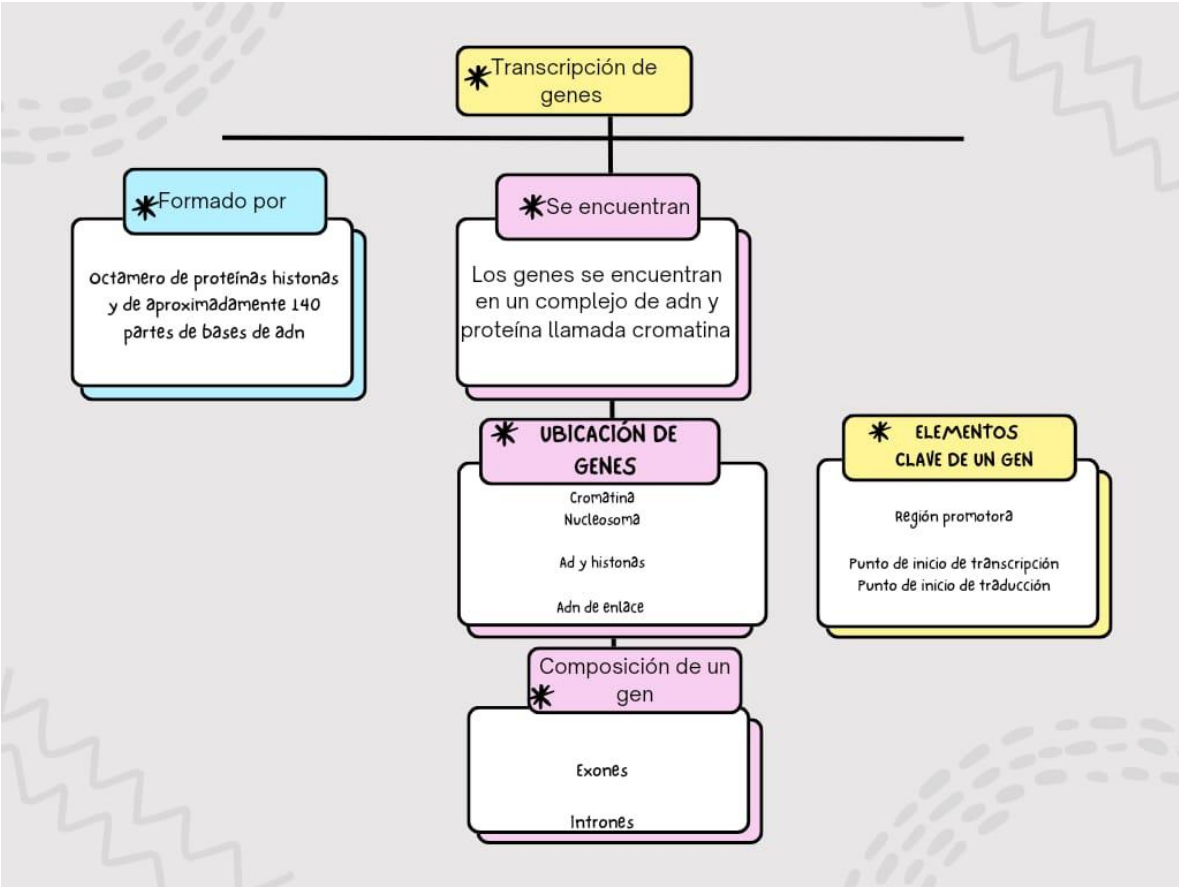 Transcripción de
genes
Formado por
Octamero de proteínas histonas
y de aproximadamente 140
partes de bases de adn
Se encuentran
Los genes se encuentran
en un complejo de adn y
proteína llamada cromatina
UBICACIÓN DE
GENES
Cromatina
Nucleosoma
Ad y histonas
Adn de enlace
ELEMENTOS
CLAVE DE UN GEN
Región promotora
Punto de inicio de transcripción
Punto de inicio de traducción
Composición de un
gen
Exones
Intrones